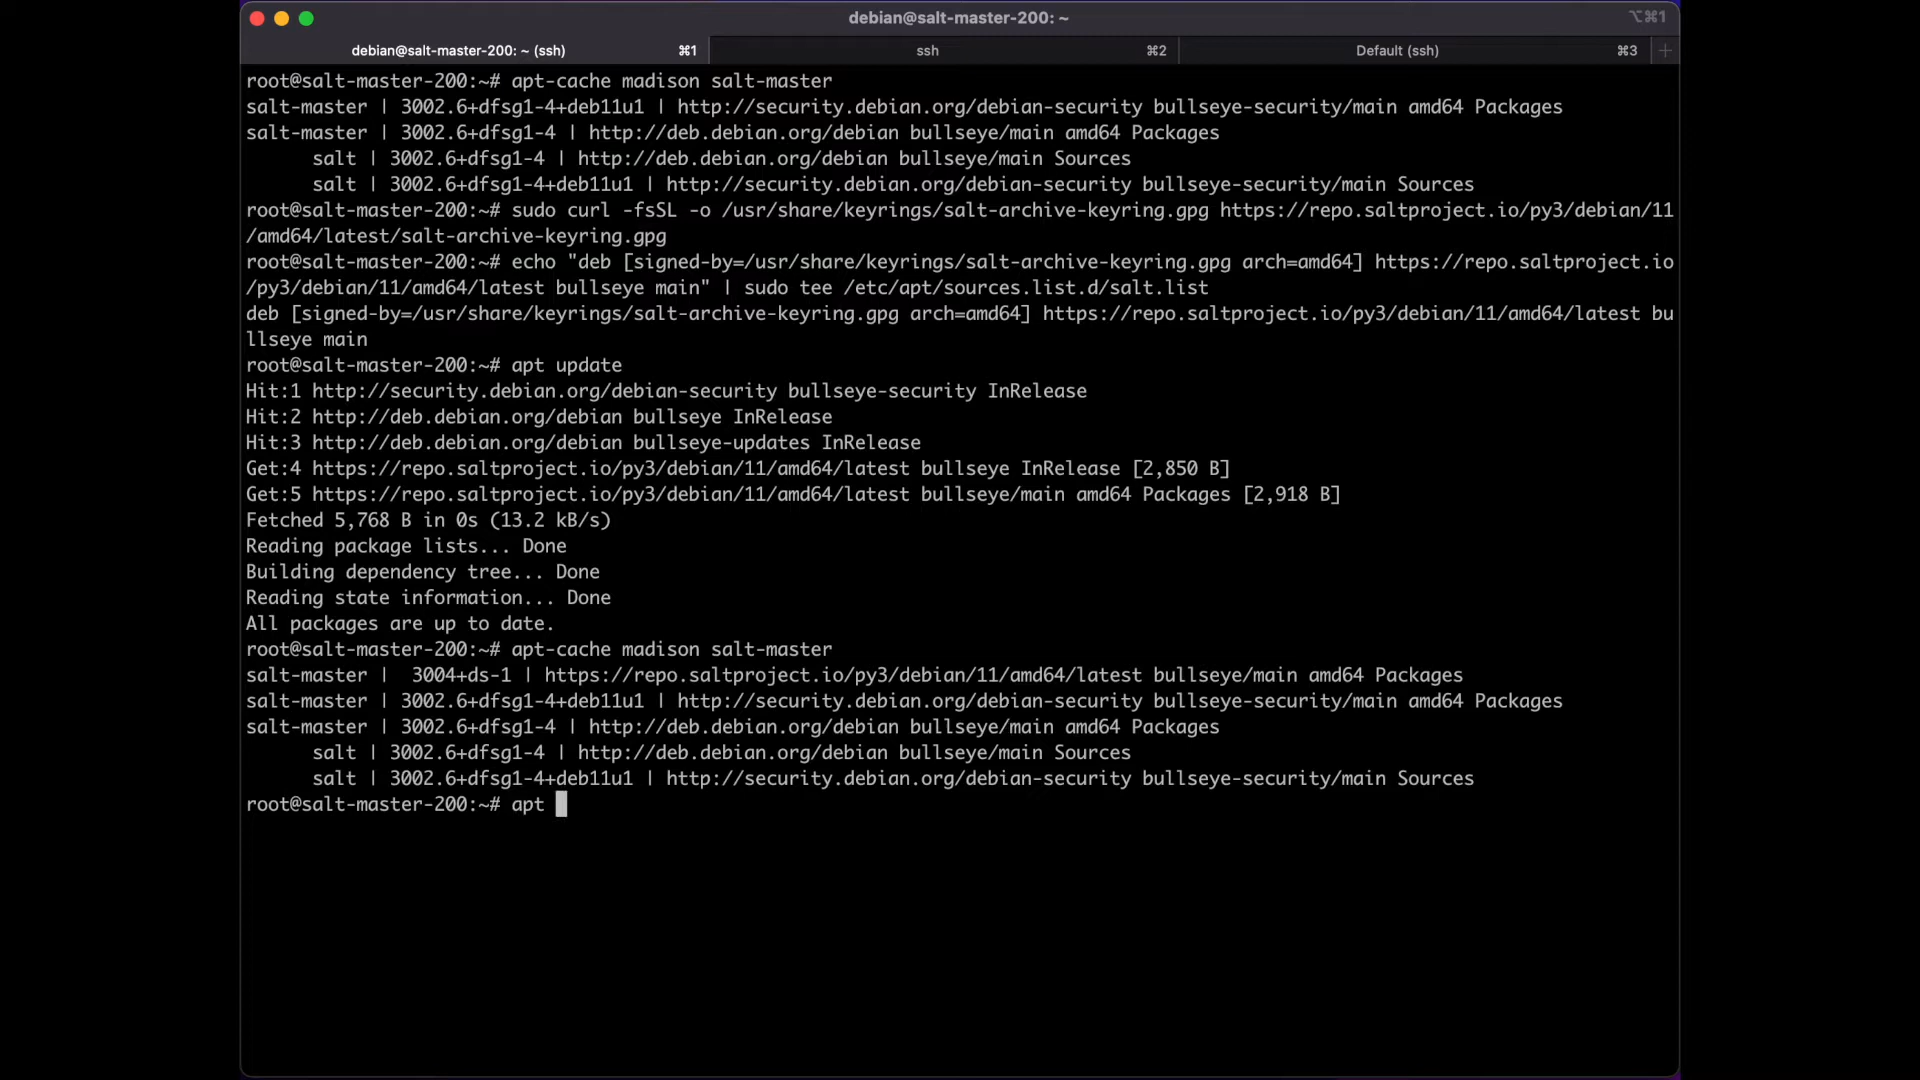 debian@salt-master-200: ~
⌥⌘1
debian@salt-master-200: ~ (ssh) ⌘1 ssh ⌘2 Default (ssh) ⌘3 +
root@salt-master-200:~# apt-cache madison salt-master
salt-master | 3002.6+dfsg1-4+deb11u1 | http://security.debian.org/debian-security bullseye-security/main amd64 Packages
salt-master | 3002.6+dfsg1-4 | http://deb.debian.org/debian bullseye/main amd64 Packages
      salt | 3002.6+dfsg1-4 | http://deb.debian.org/debian bullseye/main Sources
      salt | 3002.6+dfsg1-4+deb11u1 | http://security.debian.org/debian-security bullseye-security/main Sources
root@salt-master-200:~# sudo curl -fsSL -o /usr/share/keyrings/salt-archive-keyring.gpg https://repo.saltproject.io/py3/debian/11
/amd64/latest/salt-archive-keyring.gpg
root@salt-master-200:~# echo "deb [signed-by=/usr/share/keyrings/salt-archive-keyring.gpg arch=amd64] https://repo.saltproject.io
/py3/debian/11/amd64/latest bullseye main" | sudo tee /etc/apt/sources.list.d/salt.list
deb [signed-by=/usr/share/keyrings/salt-archive-keyring.gpg arch=amd64] https://repo.saltproject.io/py3/debian/11/amd64/latest bu
llseye main
root@salt-master-200:~# apt update
Hit:1 http://security.debian.org/debian-security bullseye-security InRelease
Hit:2 http://deb.debian.org/debian bullseye InRelease
Hit:3 http://deb.debian.org/debian bullseye-updates InRelease
Get:4 https://repo.saltproject.io/py3/debian/11/amd64/latest bullseye InRelease [2,850 B]
Get:5 https://repo.saltproject.io/py3/debian/11/amd64/latest bullseye/main amd64 Packages [2,918 B]
Fetched 5,768 B in 0s (13.2 kB/s)
Reading package lists... Done
Building dependency tree... Done
Reading state information... Done
All packages are up to date.
root@salt-master-200:~# apt-cache madison salt-master
salt-master |  3004+ds-1 | https://repo.saltproject.io/py3/debian/11/amd64/latest bullseye/main amd64 Packages
salt-master | 3002.6+dfsg1-4+deb11u1 | http://security.debian.org/debian-security bullseye-security/main amd64 Packages
salt-master | 3002.6+dfsg1-4 | http://deb.debian.org/debian bullseye/main amd64 Packages
      salt | 3002.6+dfsg1-4 | http://deb.debian.org/debian bullseye/main Sources
      salt | 3002.6+dfsg1-4+deb11u1 | http://security.debian.org/debian-security bullseye-security/main Sources
root@salt-master-200:~# apt